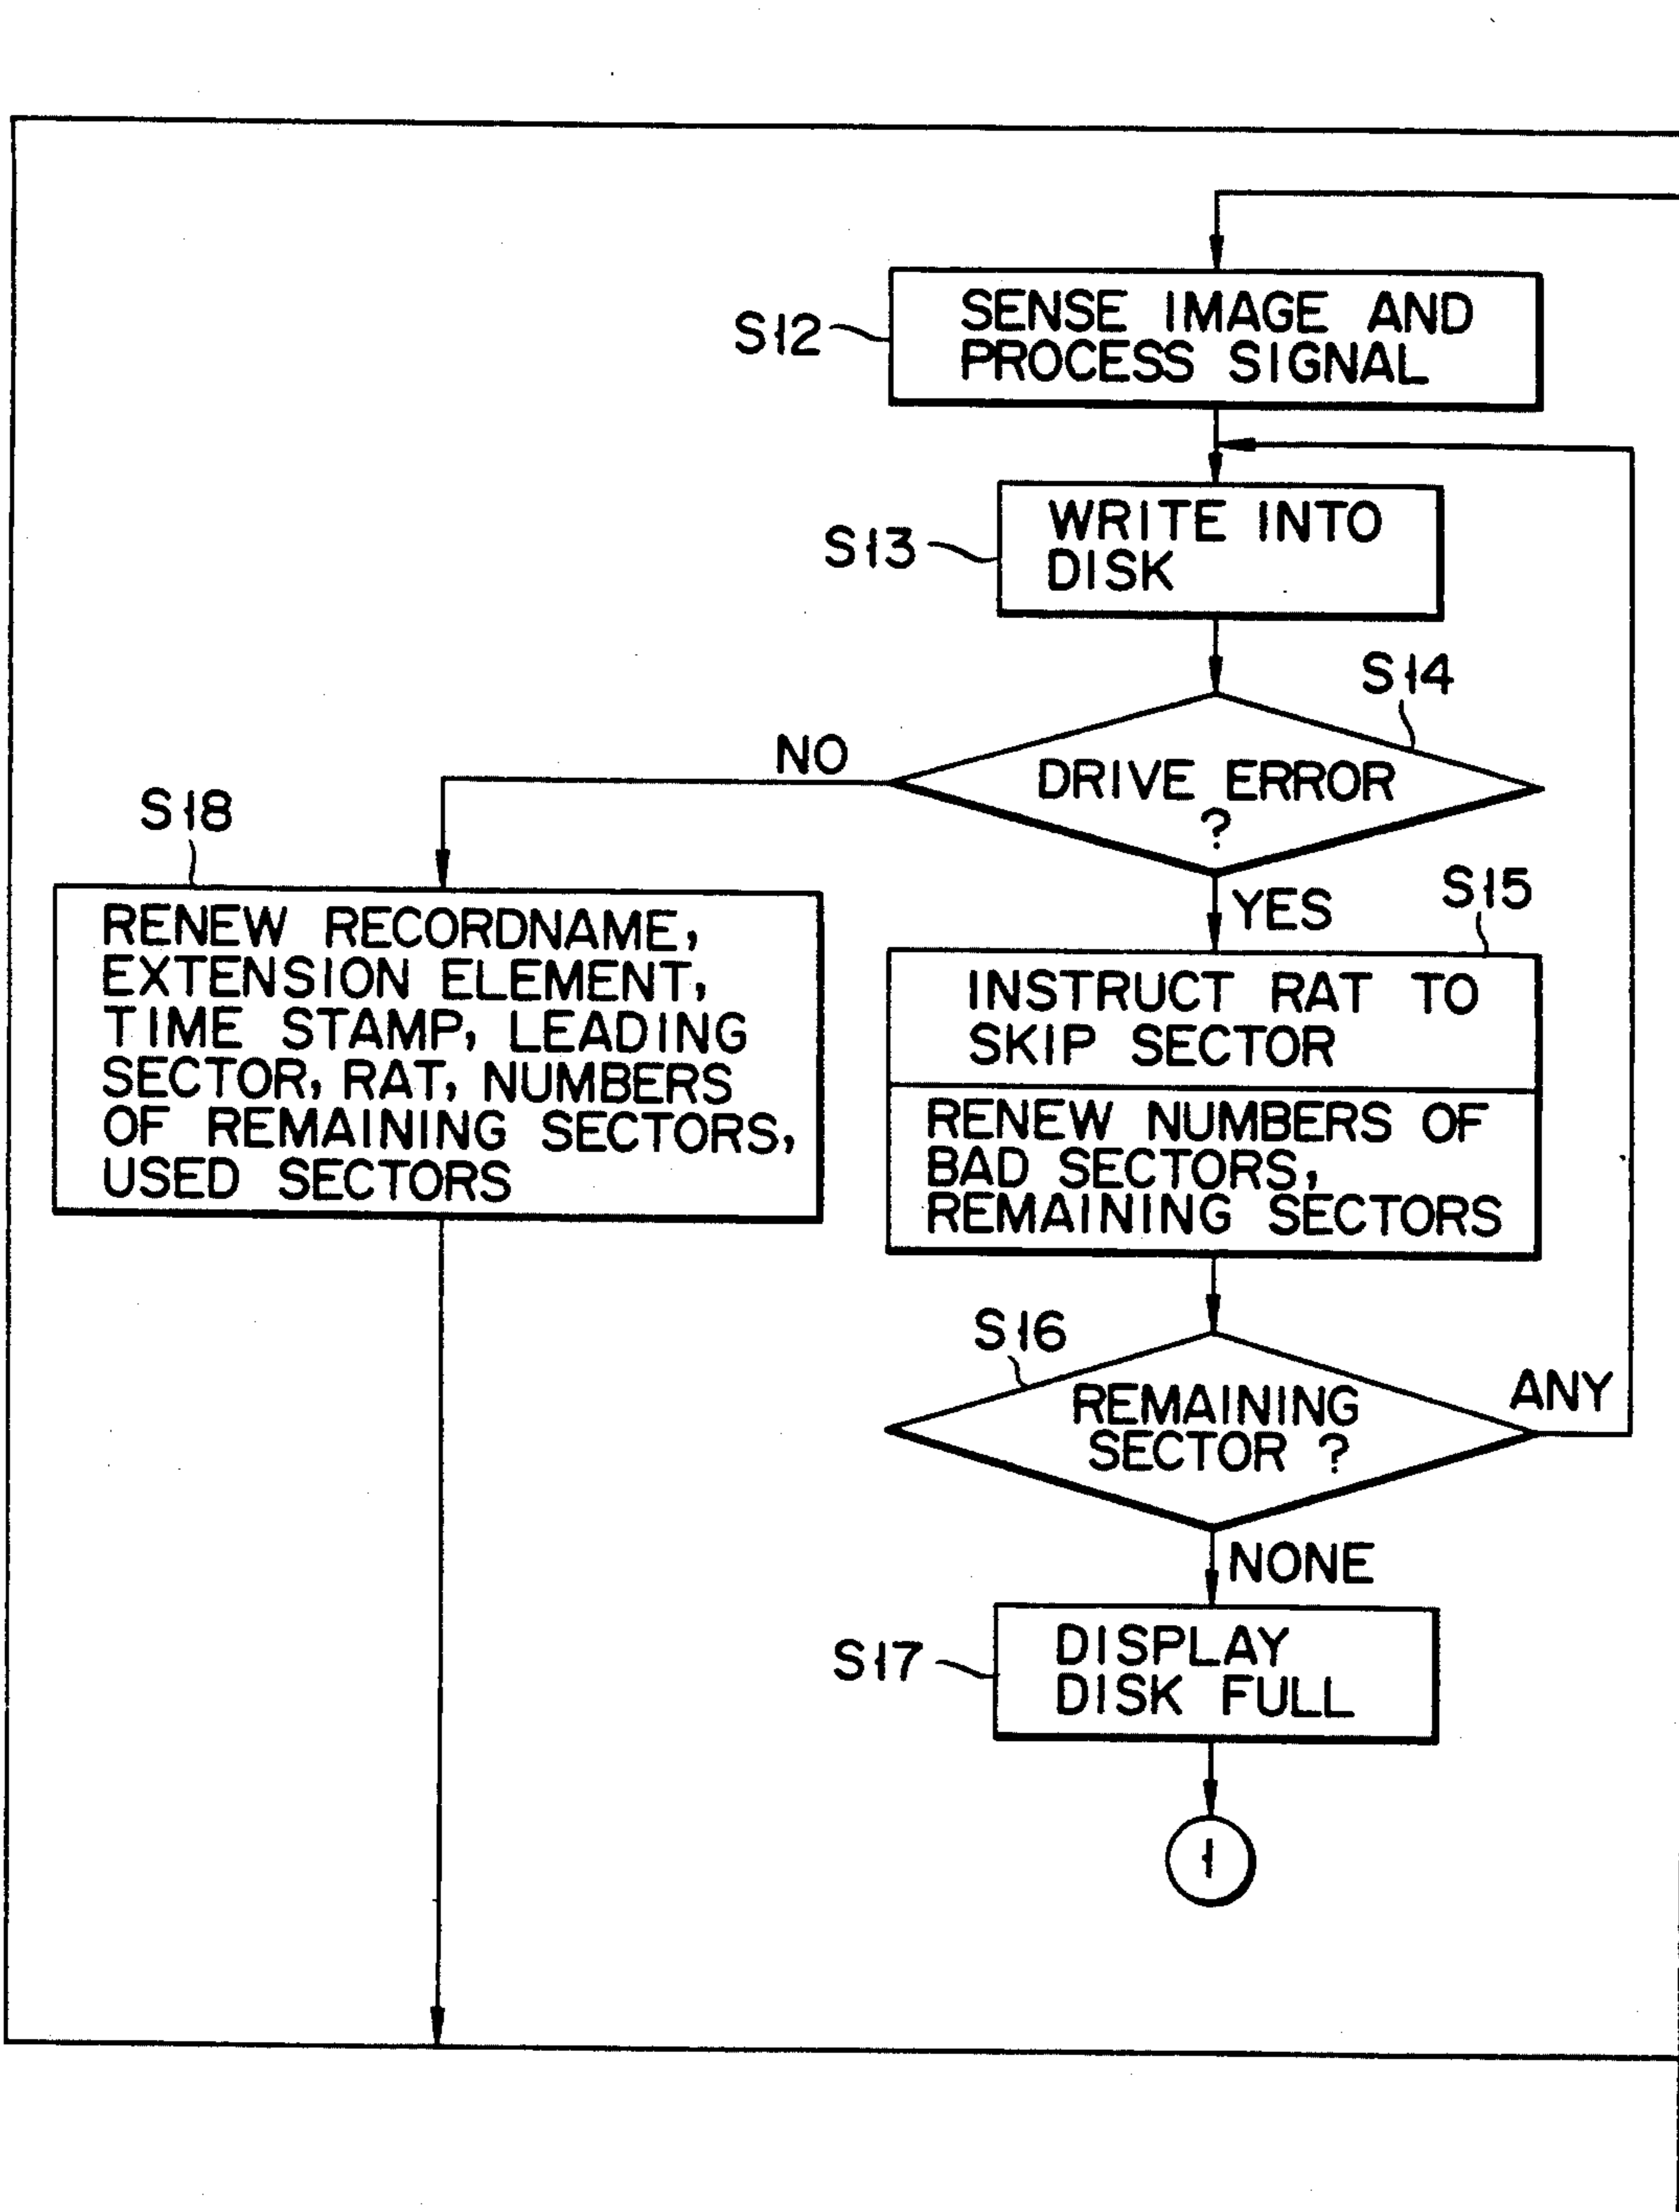 S12
SENSE IMAGE AND
PROCESS SIGNAL
S13
WRITE INTO
DISK
S14
NO
DRIVE ERROR
?
S18
YES
S15
RENEW RECORDNAME,
EXTENSION ELEMENT,
TIME STAMP, LEADING
SECTOR, RAT, NUMBERS
OF REMAINING SECTORS,
USED SECTORS
INSTRUCT RAT TO
SKIP SECTOR
RENEW NUMBERS OF
BAD SECTORS,
REMAINING SECTORS
S16
ANY
REMAINING
SECTOR ?
NONE
S17
DISPLAY
DISK FULL
1